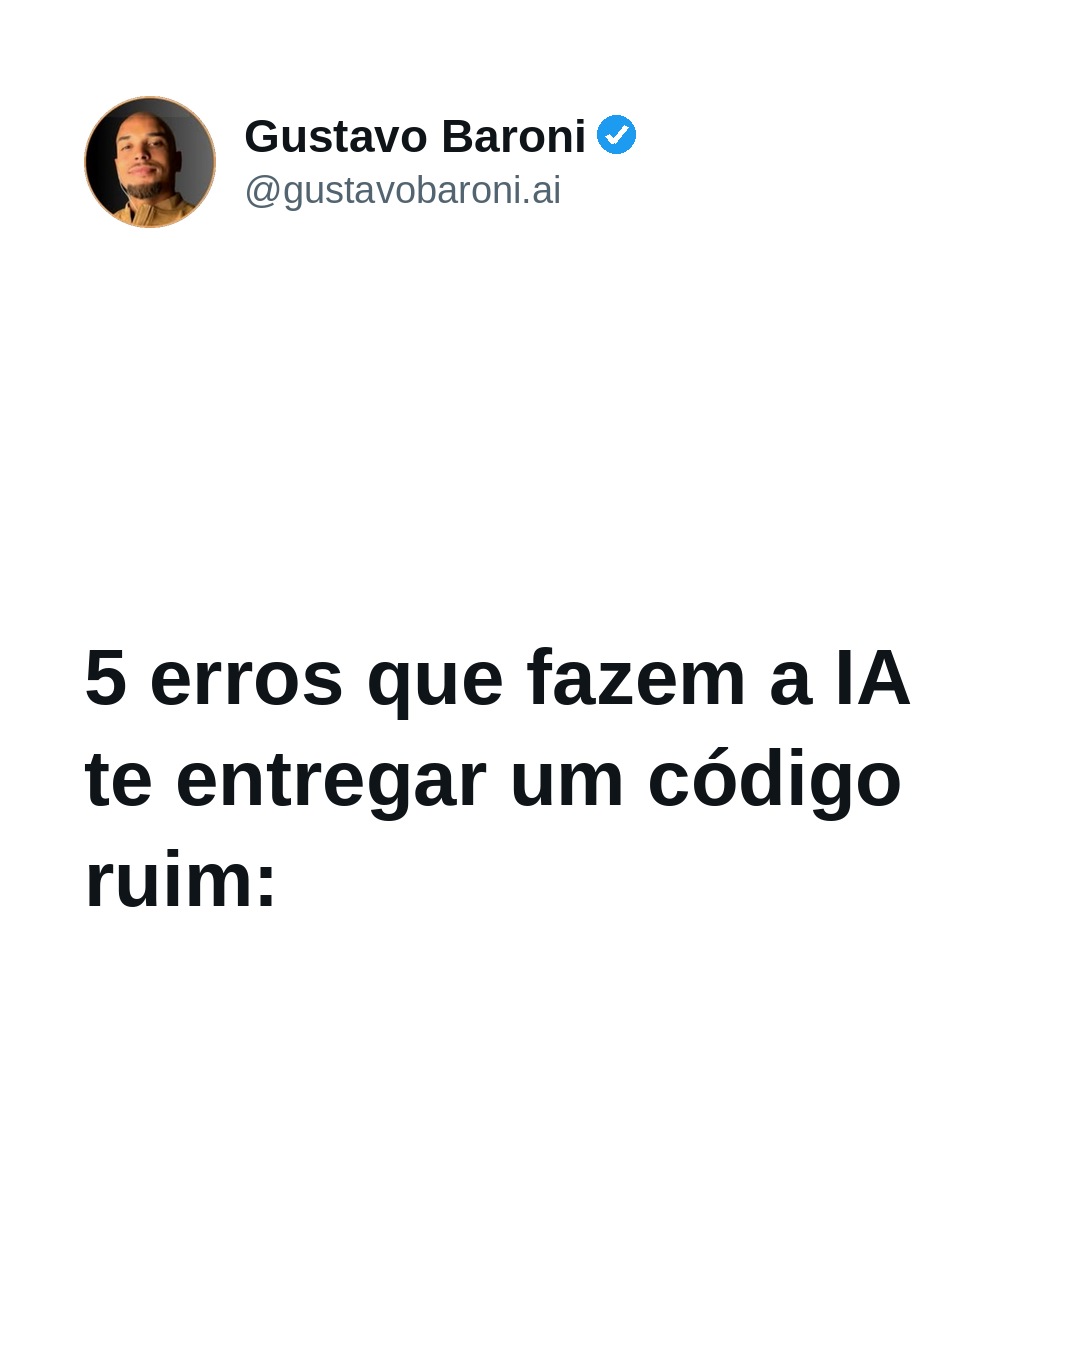 Gustavo Baroni
@gustavobaroni.ai
5 erros que fazem a IA
te entregar um código
ruim: